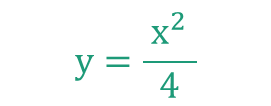 y = x²/4